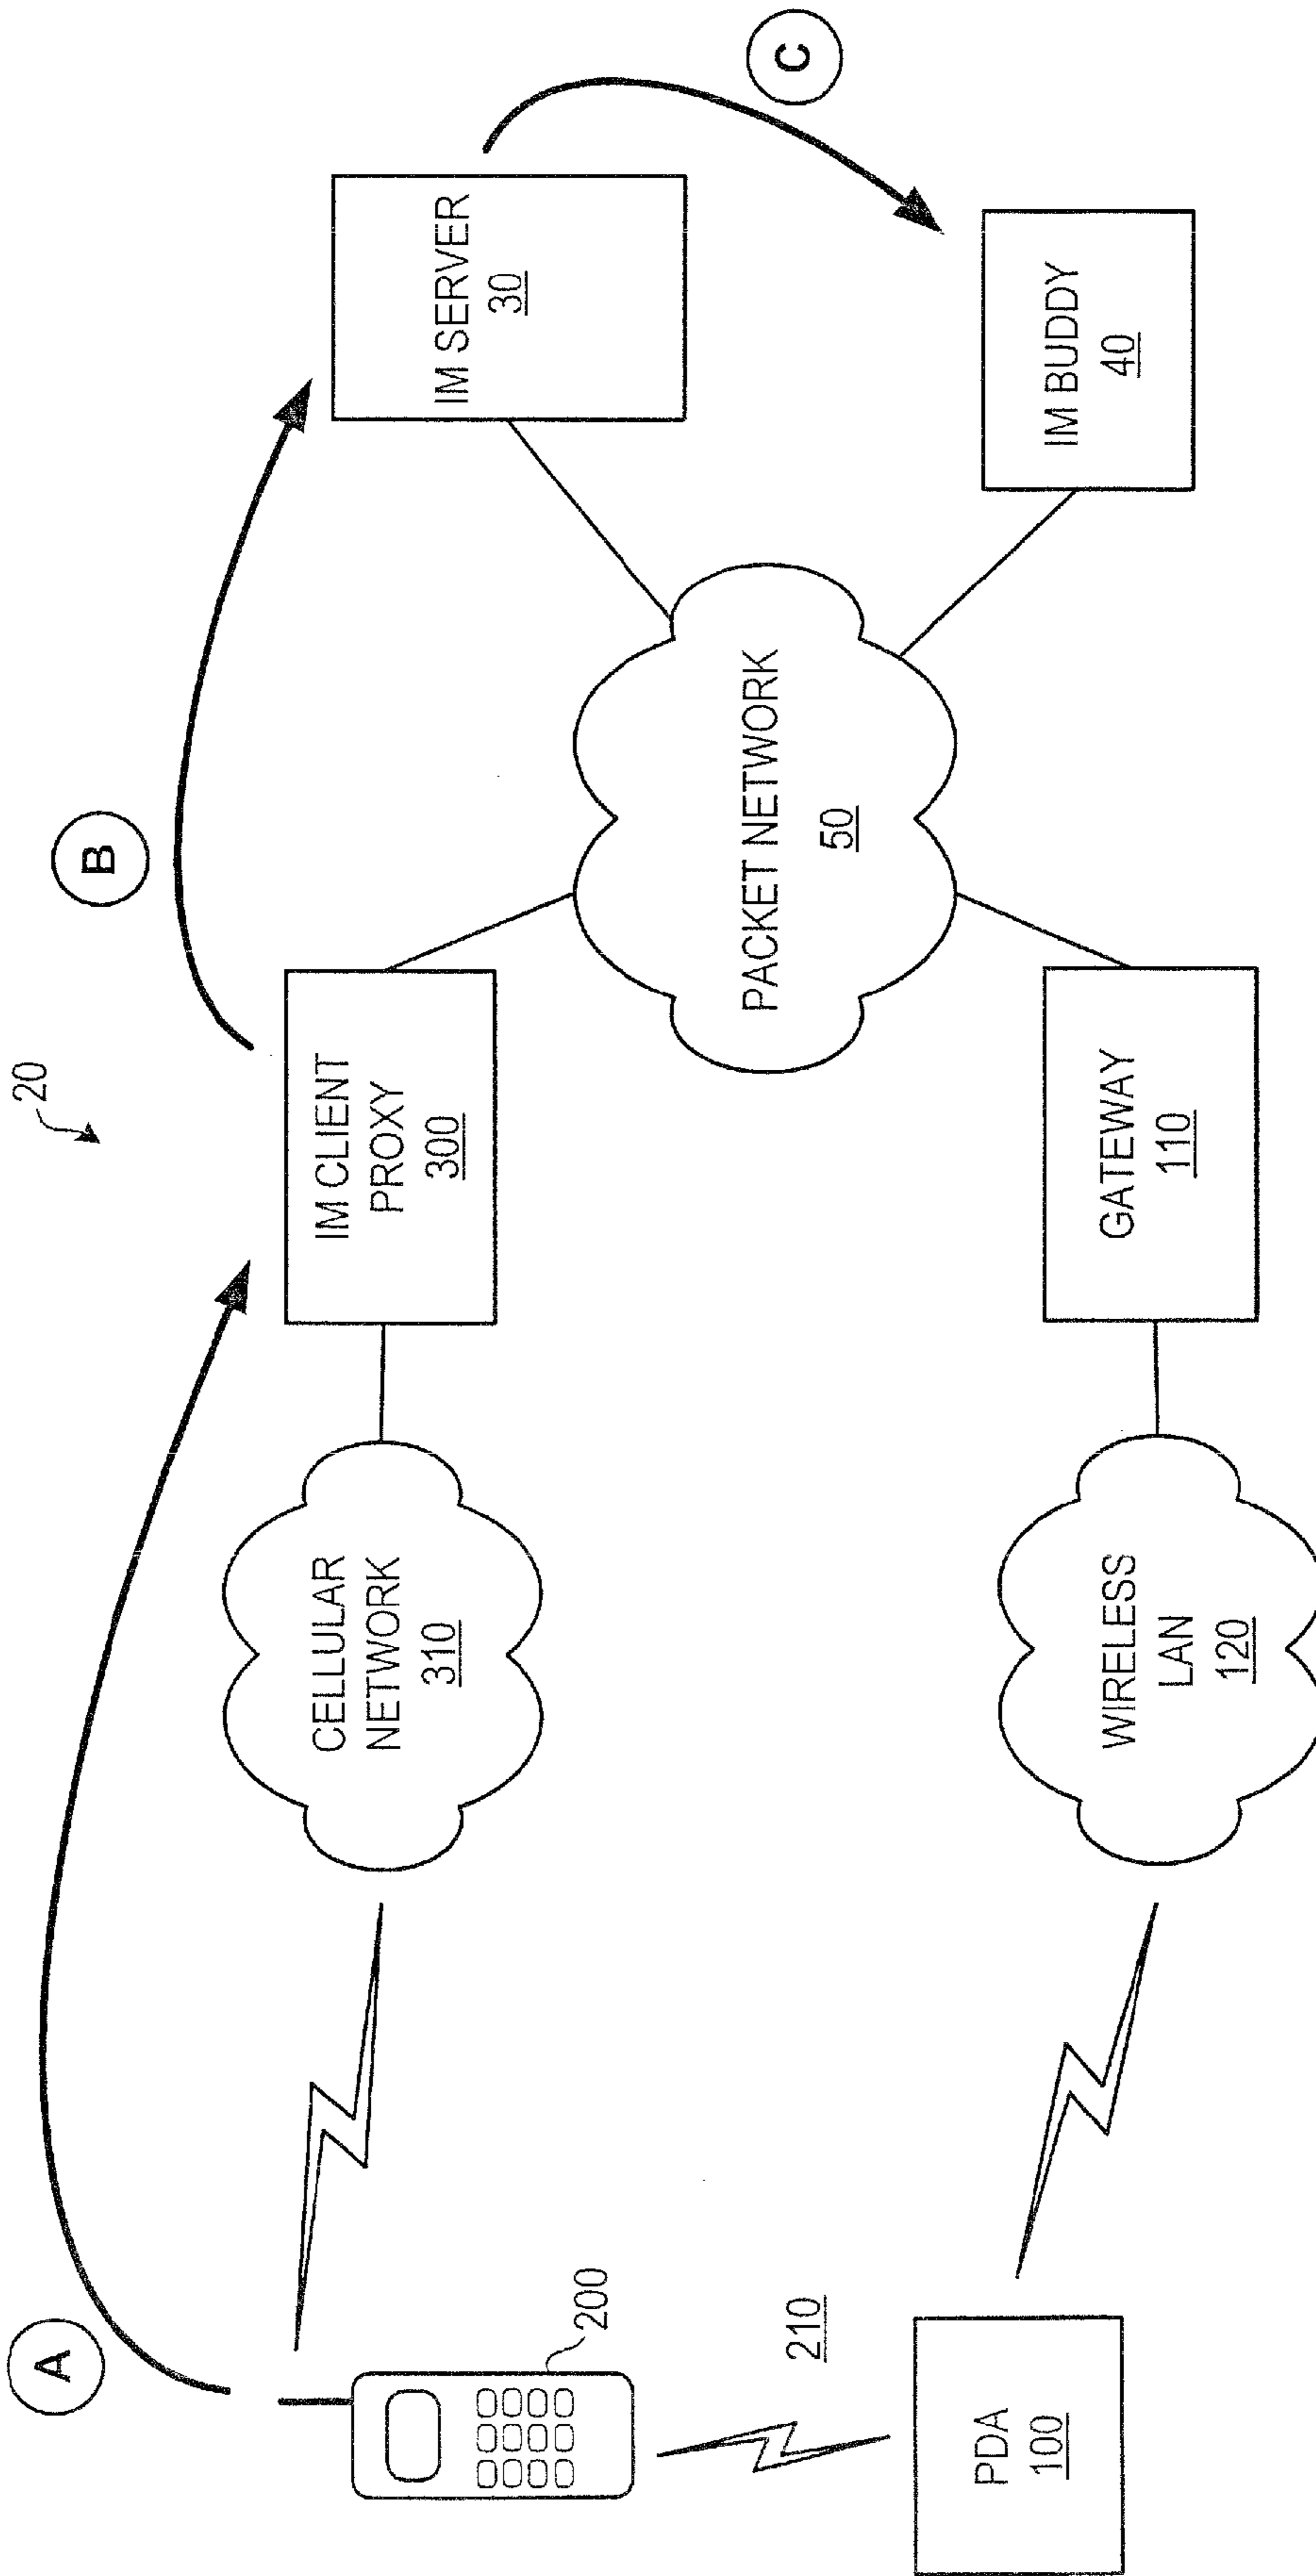 20
A
B
C
200
210
CELLULAR
NETWORK
310
IM CLIENT
PROXY
300
IM SERVER
30
PACKET NETWORK
50
IM BUDDY
40
PDA
100
WIRELESS
LAN
120
GATEWAY
110